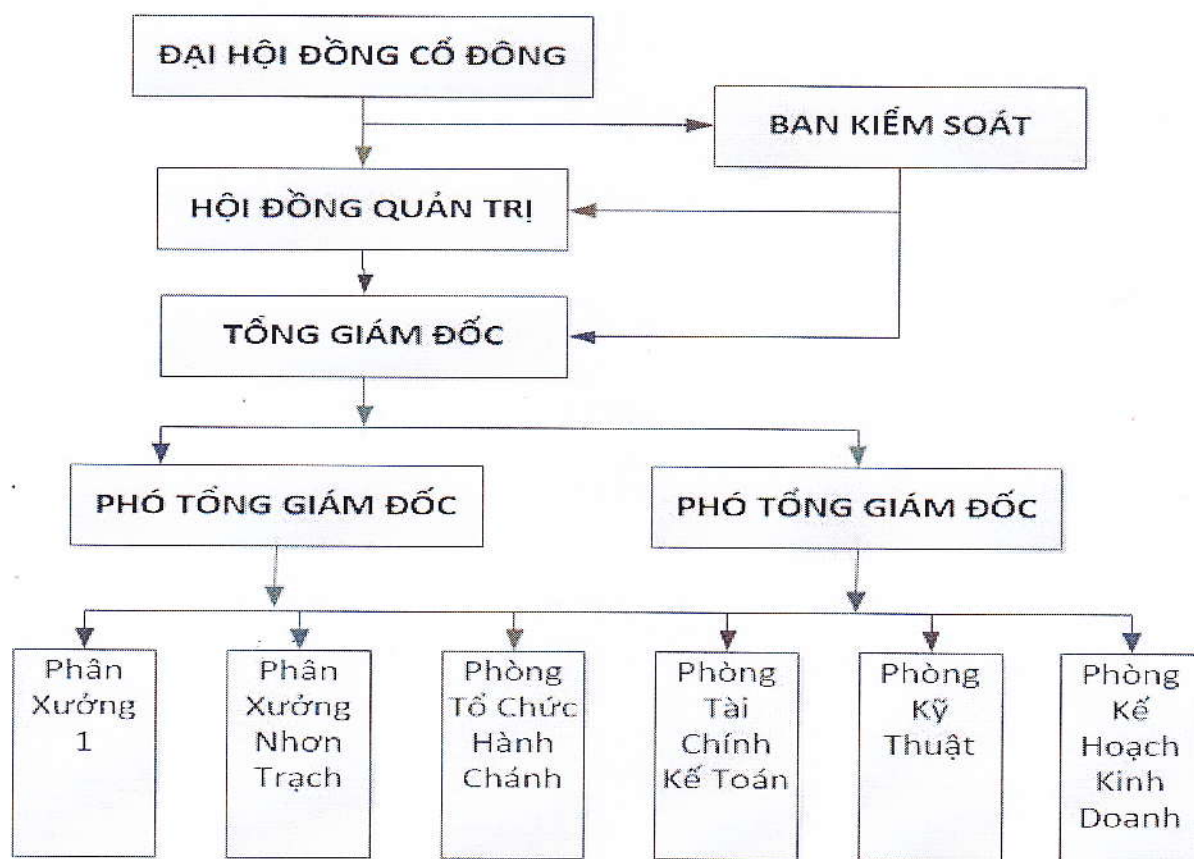 ĐẠI HỘI ĐỒNG CỔ ĐÔNG
BAN KIỂM SOÁT
HỘI ĐỒNG QUẢN TRỊ
TỔNG GIÁM ĐỐC
PHÓ TỔNG GIÁM ĐỐC
PHÓ TỔNG GIÁM ĐỐC
Phân
Xưởng
1
Phân
Xưởng
Nhơn
Trạch
Phòng
Tổ Chức
Hành
Chánh
Phòng
Tài
Chính
Kế Toán
Phòng
Kỹ
Thuật
Phòng
Kế
Hoạch
Kinh
Doanh